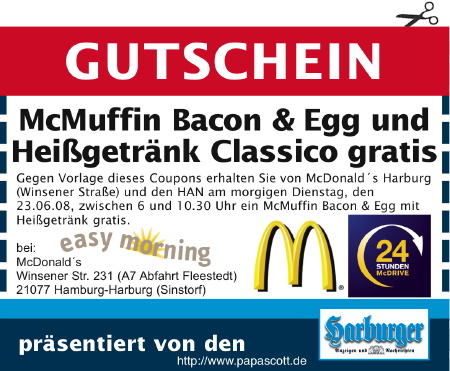 GUTSCHEIN
McMuffin Bacon & Egg und
Heißgetränk Classico gratis
Gegen Vorlage dieses Coupons erhalten Sie von McDonald´s Harburg
(Winsener Straße) und den HAN am morgigen Dienstag, den
23.06.08, zwischen 6 und 10.30 Uhr ein McMuffin Bacon & Egg mit
Heißgetränk gratis.
easy morning
bei:
McDonald´s
Winsener Str. 231 (A7 Abfahrt Fleestedt)
21077 Hamburg-Harburg (Sinstorf)
®
24
STUNDEN
McDRIVE
präsentiert von den
Harburger
Anzeigen und Nachrichten
http://www.papascott.de